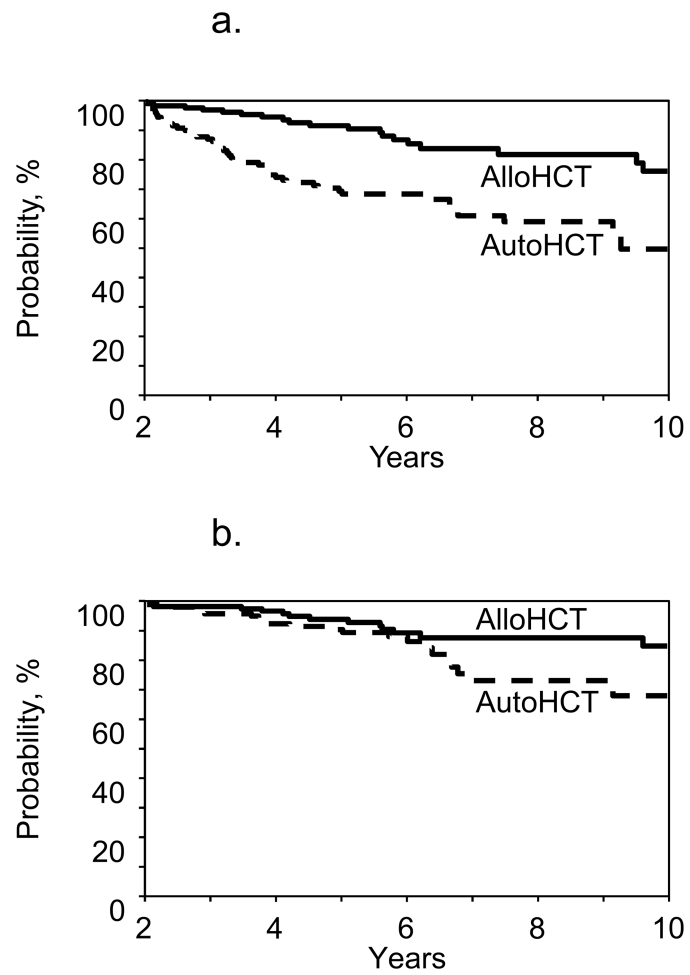 a.
Probability, %
100
80
60
40
20
0
AlloHCT
AutoHCT
2 4 6 8 10
Years
b.
Probability, %
100
80
60
40
20
0
AlloHCT
AutoHCT
2 4 6 8 10
Years